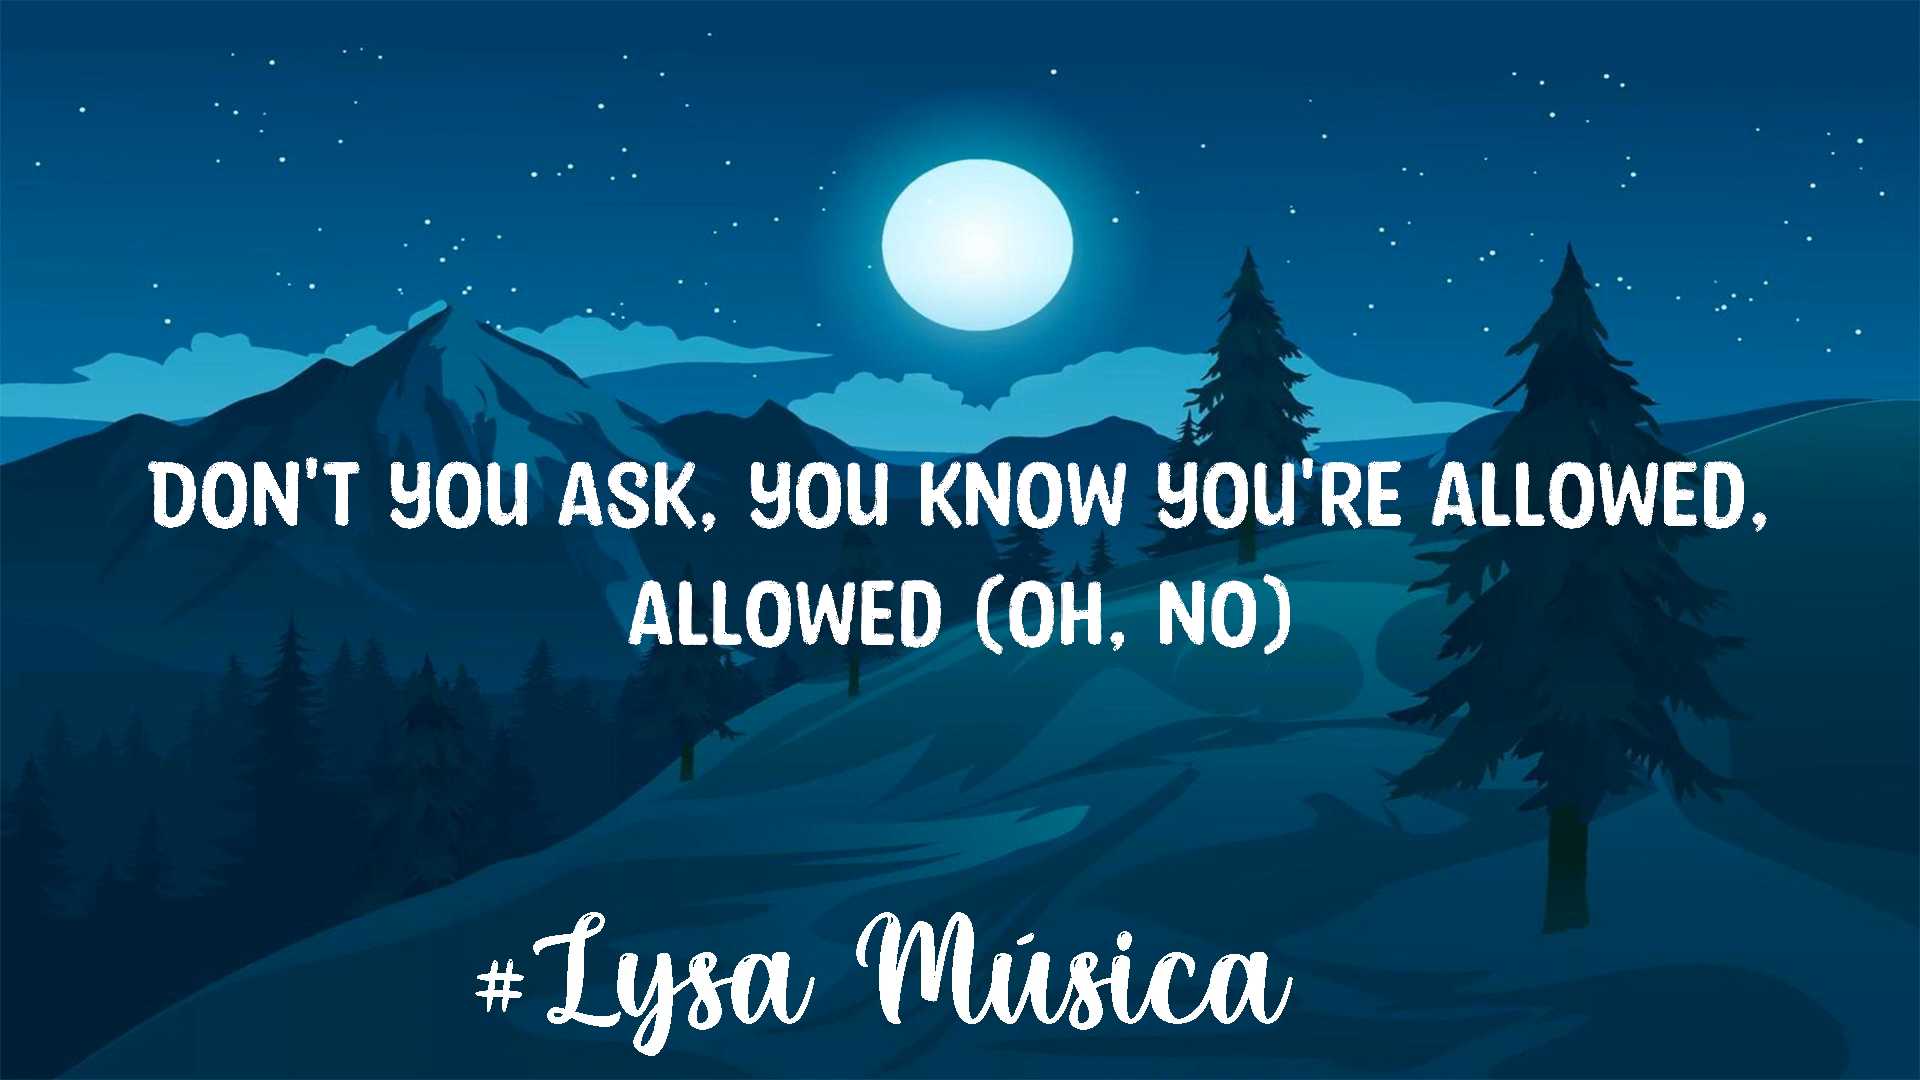 DON'T YOU ASK, YOU KNOW YOU'RE ALLOWED,
ALLOWED (OH, NO)
#Lysa Música